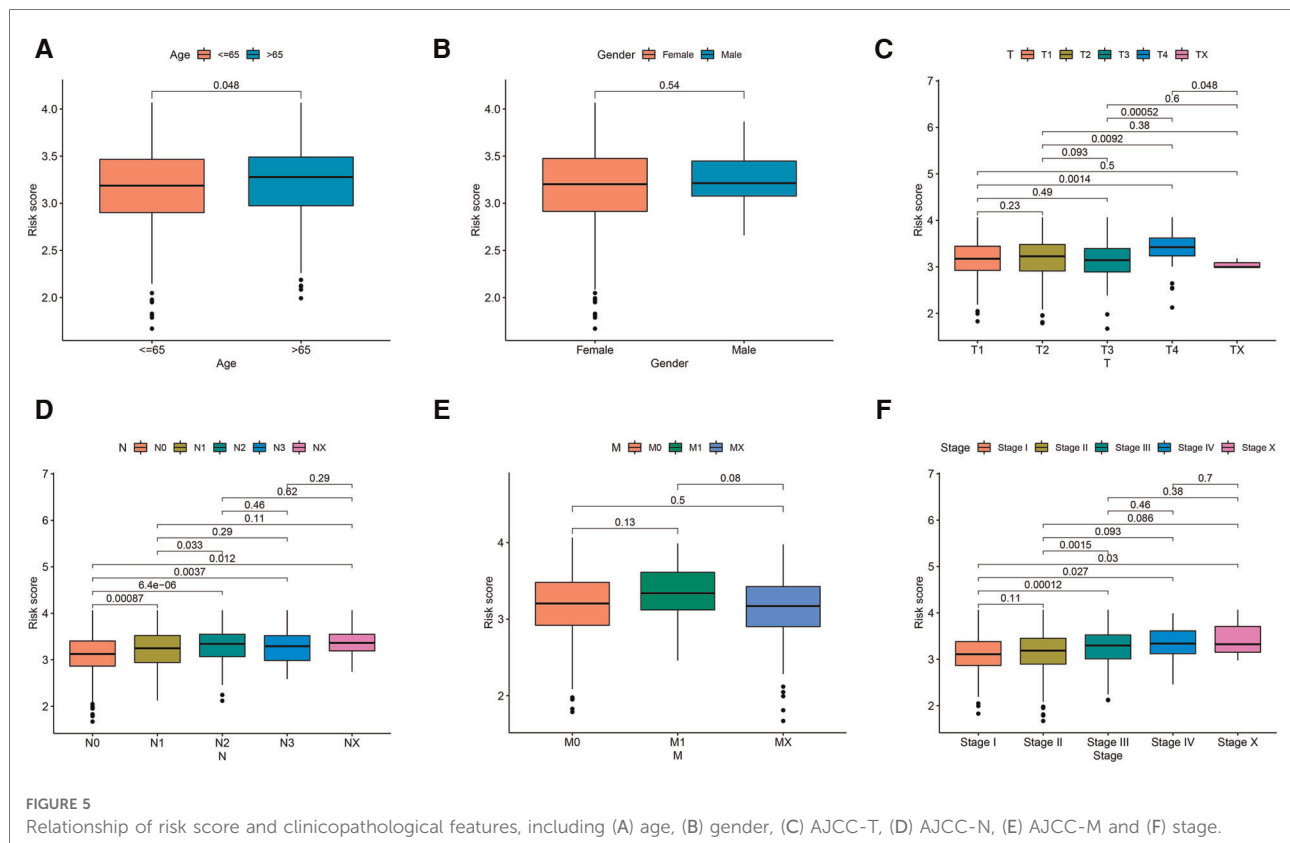 A
Age <=65 >65
0.048
4.0
3.5
3.0
2.5
2.0
Risk score
<=65 >65
Age
B
Gender Female Male
0.54
4.0
3.5
3.0
2.5
2.0
Risk score
Female Male
Gender
C
T T1 T2 T3 T4 TX
7
6
5
4
3
2
Risk score
0.048
0.6
0.00052
0.38
0.0092
0.093
0.5
0.0014
0.49
0.23
T1 T2 T3 T4 TX
T
D
N N0 N1 N2 N3 NX
7
6
5
4
3
2
Risk score
0.29
0.62
0.46
0.11
0.29
0.033
0.012
0.0037
6.4e−06
0.00087
N0 N1 N2 N3 NX
N
E
M M0 M1 MX
4
3
2
Risk score
0.08
0.5
0.13
M0 M1 MX
M
F
Stage Stage I Stage II Stage III Stage IV Stage X
7
6
5
4
3
2
Risk score
0.7
0.38
0.46
0.086
0.093
0.0015
0.03
0.027
0.00012
0.11
Stage I Stage II Stage III Stage IV Stage X
Stage
FIGURE 5
Relationship of risk score and clinicopathological features, including (A) age, (B) gender, (C) AJCC-T, (D) AJCC-N, (E) AJCC-M and (F) stage.